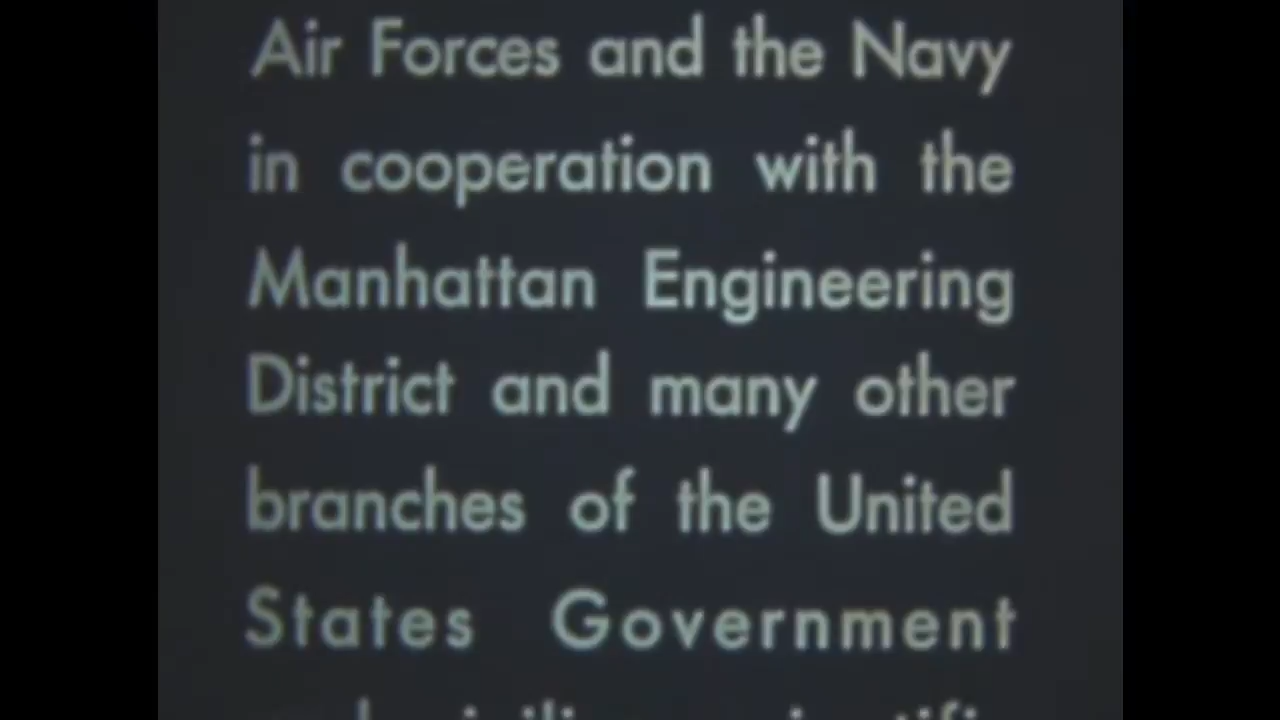 Air Forces and the Navy
in cooperation with the
Manhattan Engineering
District and many other
branches of the United
States Government